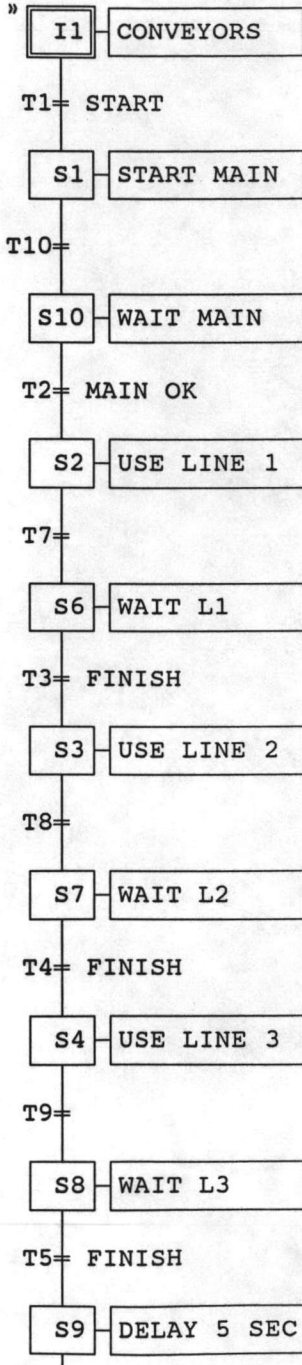 » I1 CONVEYORS
T1 START
S1 START MAIN
T10
S10 WAIT MAIN
T2 MAIN OK
S2 USE LINE 1
T7
S6 WAIT L1
T3 FINISH
S3 USE LINE 2
T8
S7 WAIT L2
T4 FINISH
S4 USE LINE 3
T9
S8 WAIT L3
T5 FINISH
S9 DELAY 5 SEC